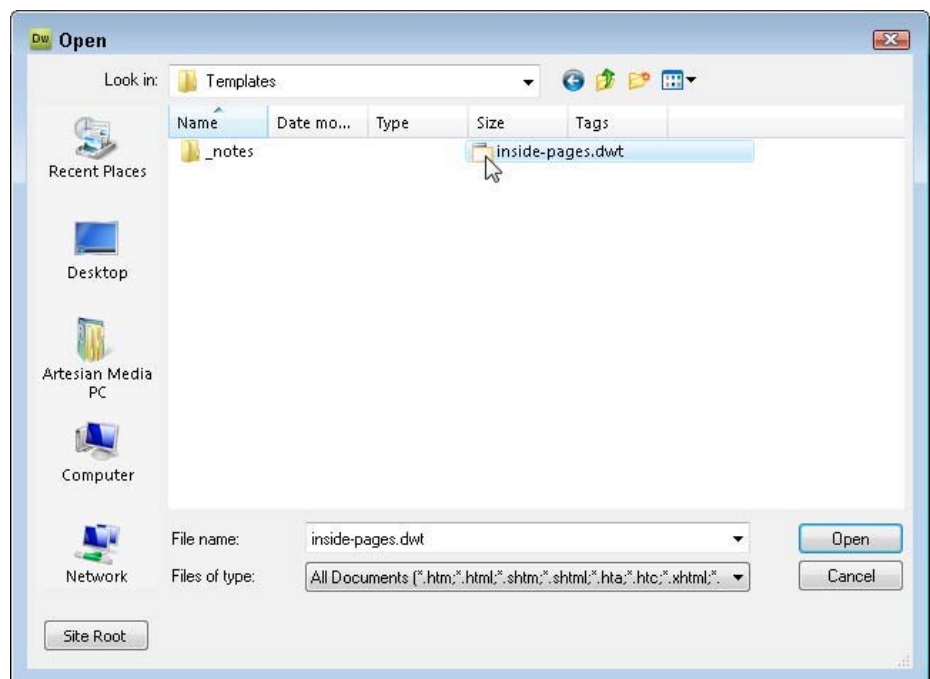 Dw Open
Look in: Templates
Name Date mo... Type Size Tags
_notes inside-pages.dwt
Recent Places
Desktop
Artesian Media
PC
Computer
Network
File name: inside-pages.dwt Open
Files of type: All Documents (*.htm;*.html;*.shtm;*.shtml;*.hta;*.htc;*.xhtml;*. Cancel
Site Root